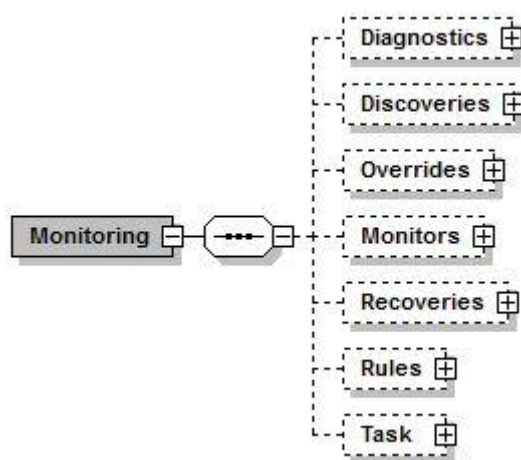 Diagnostics
Discoveries
Overrides
Monitoring
Monitors
Recoveries
Rules
Task